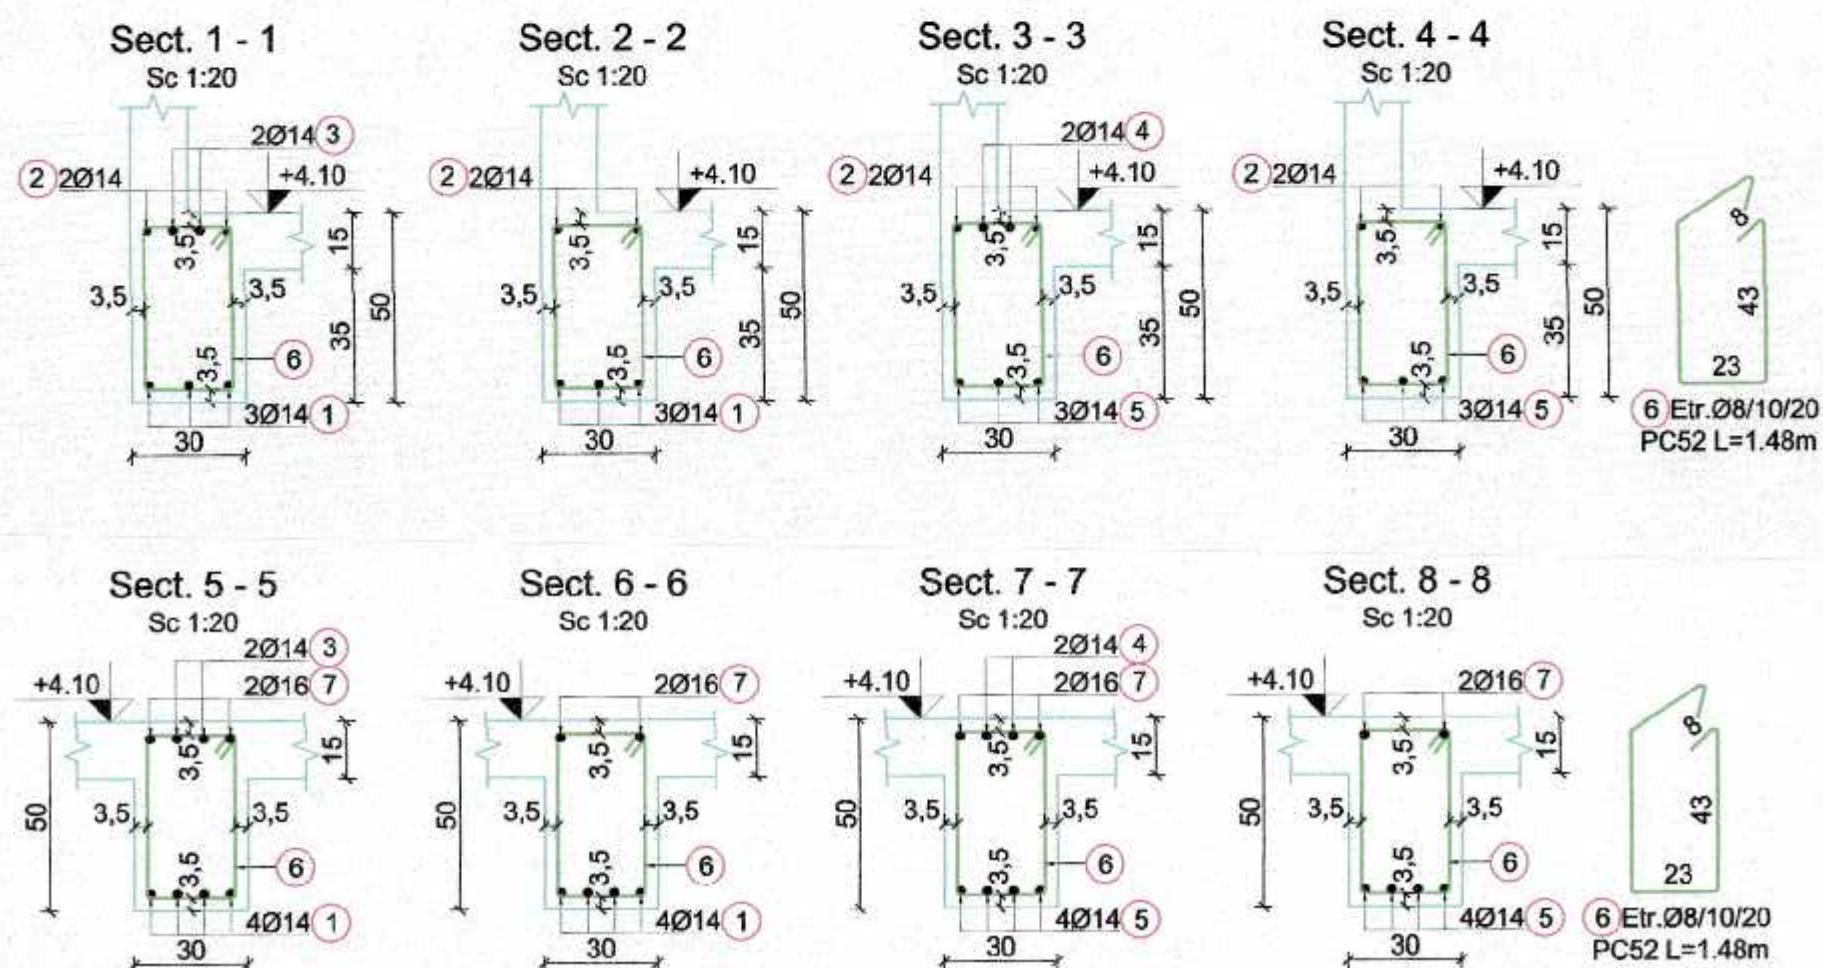 Sect. 1 - 1
Sc 1:20
2Ø14 3
2 2Ø14
+4.10
3,5
3,5
3,5
3,5
15
35
50
6
3Ø14 1
30
Sect. 2 - 2
Sc 1:20
2 2Ø14
+4.10
3,5
3,5
3,5
3,5
15
35
50
6
3Ø14 1
30
Sect. 3 - 3
Sc 1:20
2Ø14 4
2 2Ø14
+4.10
3,5
3,5
3,5
3,5
15
35
50
6
3Ø14 5
30
Sect. 4 - 4
Sc 1:20
2 2Ø14
+4.10
3,5
3,5
3,5
3,5
15
35
50
6
3Ø14 5
30
8
43
23
6 Etr.Ø8/10/20
PC52 L=1.48m
Sect. 5 - 5
Sc 1:20
2Ø14 3
+4.10
2Ø16 7
3,5
3,5
3,5
3,5
15
50
6
4Ø14 1
30
Sect. 6 - 6
Sc 1:20
+4.10
2Ø16 7
3,5
3,5
3,5
3,5
15
50
6
4Ø14 1
30
Sect. 7 - 7
Sc 1:20
2Ø14 4
+4.10
2Ø16 7
3,5
3,5
3,5
3,5
15
50
6
4Ø14 5
30
Sect. 8 - 8
Sc 1:20
+4.10
2Ø16 7
3,5
3,5
3,5
3,5
15
50
6
4Ø14 5
30
8
43
23
6 Etr.Ø8/10/20
PC52 L=1.48m